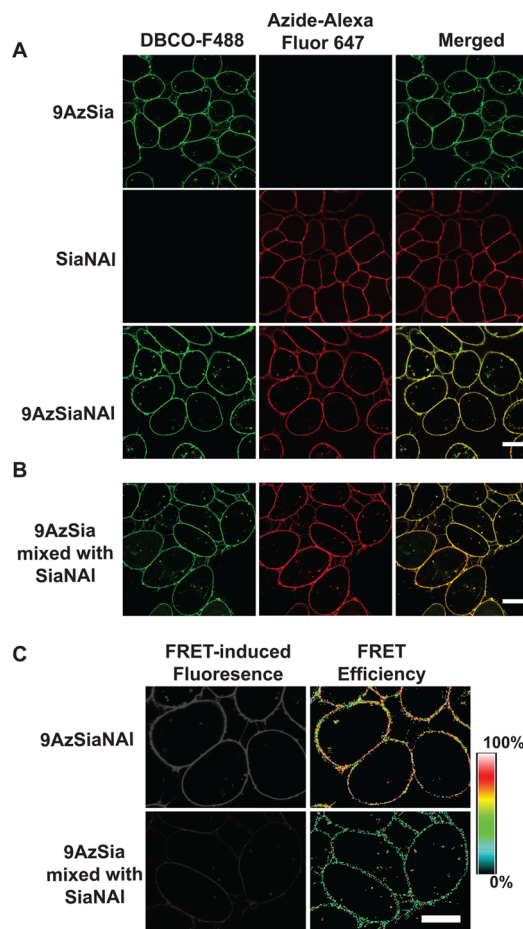 A
DBCO-F488
Azide-Alexa
Fluor 647
Merged
9AzSia
SiaNAl
9AzSiaNAl
B
9AzSia
mixed with
SiaNAl
C
FRET-induced
Fluoresence
FRET
Efficiency
9AzSiaNAl
100%
0%
9AzSia
mixed with
SiaNAl